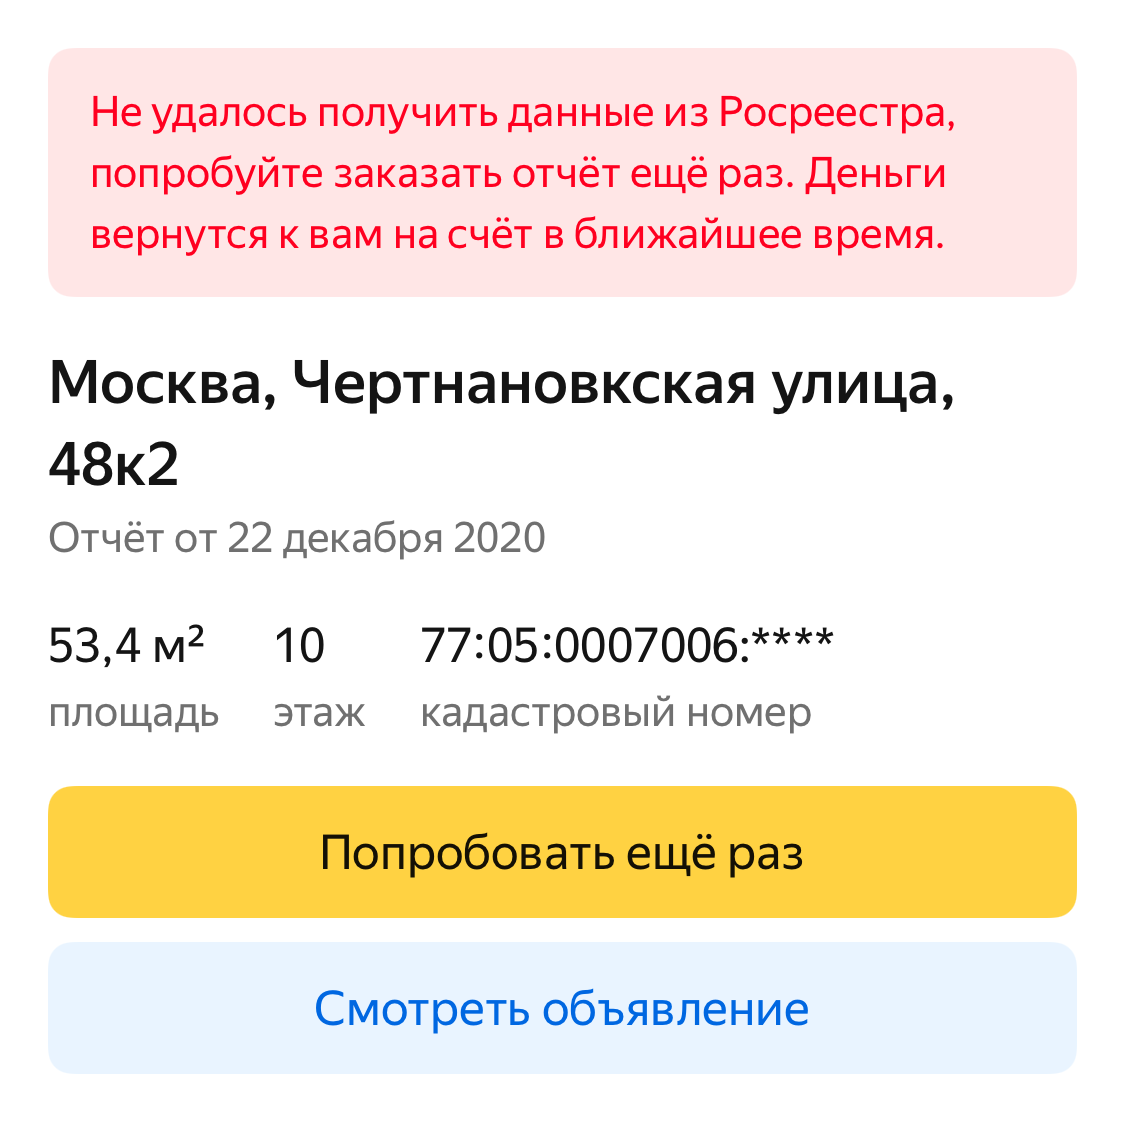 Не удалось получить данные из Росреестра,
попробуйте заказать отчёт ещё раз. Деньги
вернутся к вам на счёт в ближайшее время.
Москва, Чертнановкская улица,
48к2
Отчёт от 22 декабря 2020
53,4 м² 10 77:05:0007006:****
площадь этаж кадастровый номер
Попробовать ещё раз
Смотреть объявление